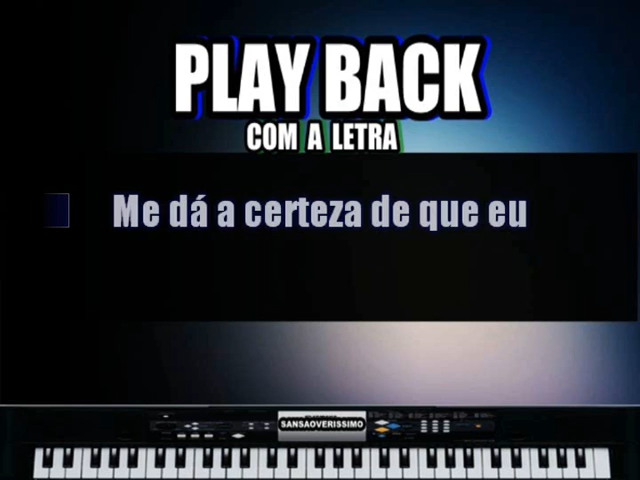 PLAY BACK
COM A LETRA
Me dá a certeza de que eu
SANSAOVERISSIMO